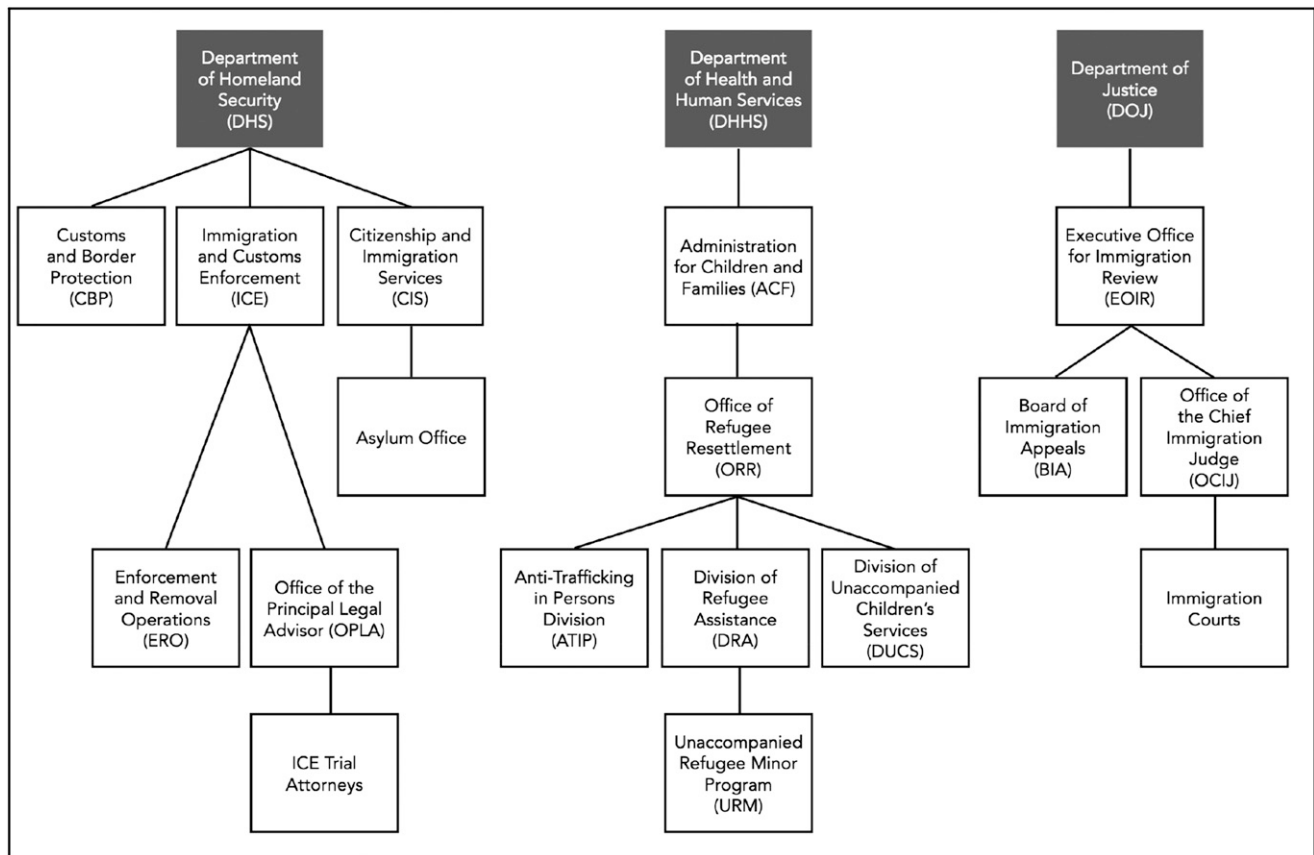 Department
of Homeland
Security
(DHS)
Department
of Health and
Human Services
(DHHS)
Department of
Justice
(DOJ)
Customs
and Border
Protection
(CBP)
Immigration
and Customs
Enforcement
(ICE)
Citizenship and
Immigration
Services
(CIS)
Administration
for Children and
Families (ACF)
Executive Office
for Immigration
Review
(EOIR)
Asylum Office
Office of
Refugee
Resettlement
(ORR)
Board of
Immigration
Appeals
(BIA)
Office of
the Chief
Immigration
Judge
(OCIJ)
Enforcement
and Removal
Operations
(ERO)
Office of the
Principal Legal
Advisor (OPLA)
Anti-Trafficking
in Persons
Division
(ATIP)
Division of
Refugee
Assistance
(DRA)
Division of
Unaccompanied
Children’s
Services
(DUCS)
Immigration
Courts
ICE Trial
Attorneys
Unaccompanied
Refugee Minor
Program
(URM)